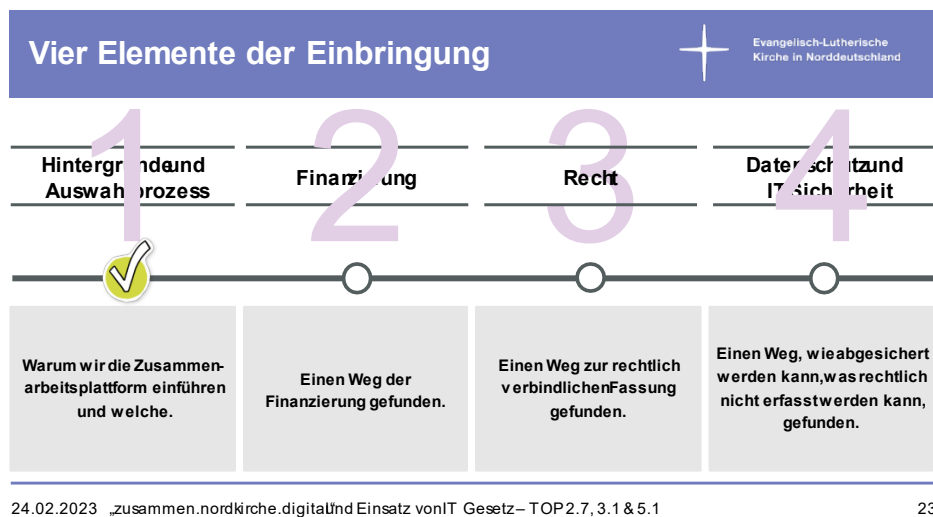 Vier Elemente der Einbringung
Evangelisch-Lutherische
Kirche in Norddeutschland
1
Hintergründe und
Auswahlprozess
2
Finanzierung
3
Recht
4
Datenschutz und
IT Sicherheit
Warum wir die Zusammen-
arbeitsplattform einführen
und welche.
Einen Weg der
Finanzierung gefunden.
Einen Weg zur rechtlich
verbindlichen Fassung
gefunden.
Einen Weg, wie abgesichert
werden kann, was rechtlich
nicht erfasst werden kann,
gefunden.
24.02.2023 „zusammen.nordkirche.digital“ und Einsatz von IT Gesetz – TOP 2.7, 3.1 & 5.1
23